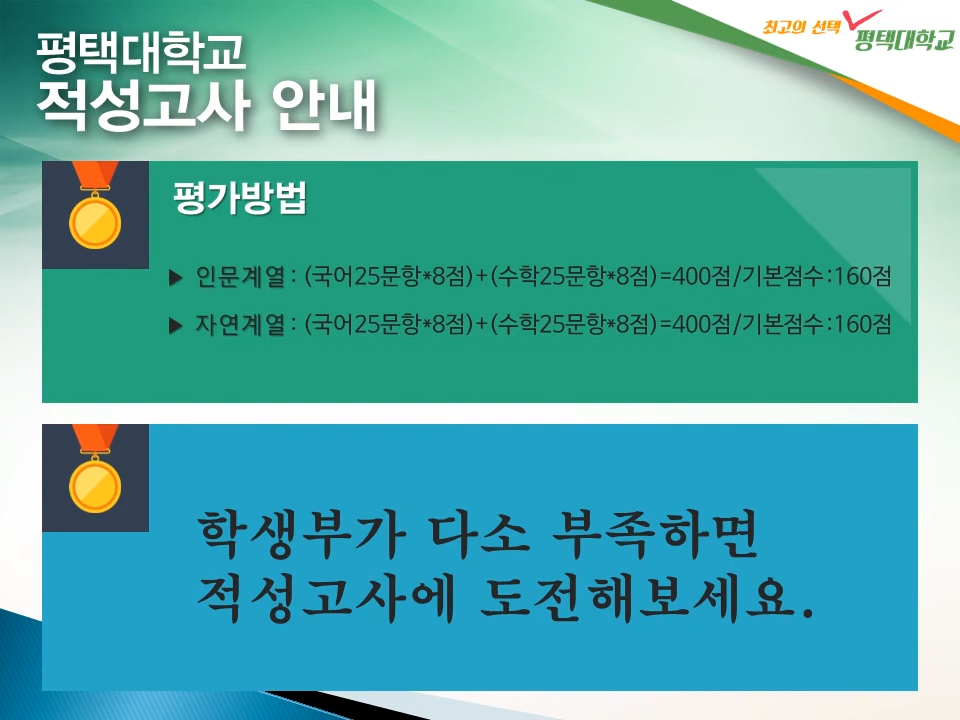 평택대학교
적성고사 안내
최고의 선택
평택대학교
평가방법
▶ 인문계열 : (국어25문항*8점)+(수학25문항*8점)=400점/기본점수:160점
▶ 자연계열 : (국어25문항*8점)+(수학25문항*8점)=400점/기본점수:160점
학생부가 다소 부족하면
적성고사에 도전해보세요.